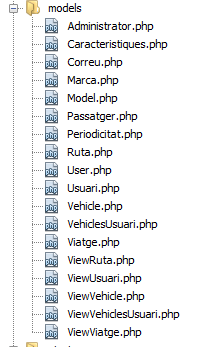 models
Administrator.php
Caracteristiques.php
Correu.php
Marca.php
Model.php
Passatger.php
Periodicitat.php
Ruta.php
User.php
Usuari.php
Vehicle.php
VehiclesUsuari.php
Viatge.php
ViewRuta.php
ViewUsuari.php
ViewVehicle.php
ViewVehiclesUsuari.php
ViewViatge.php